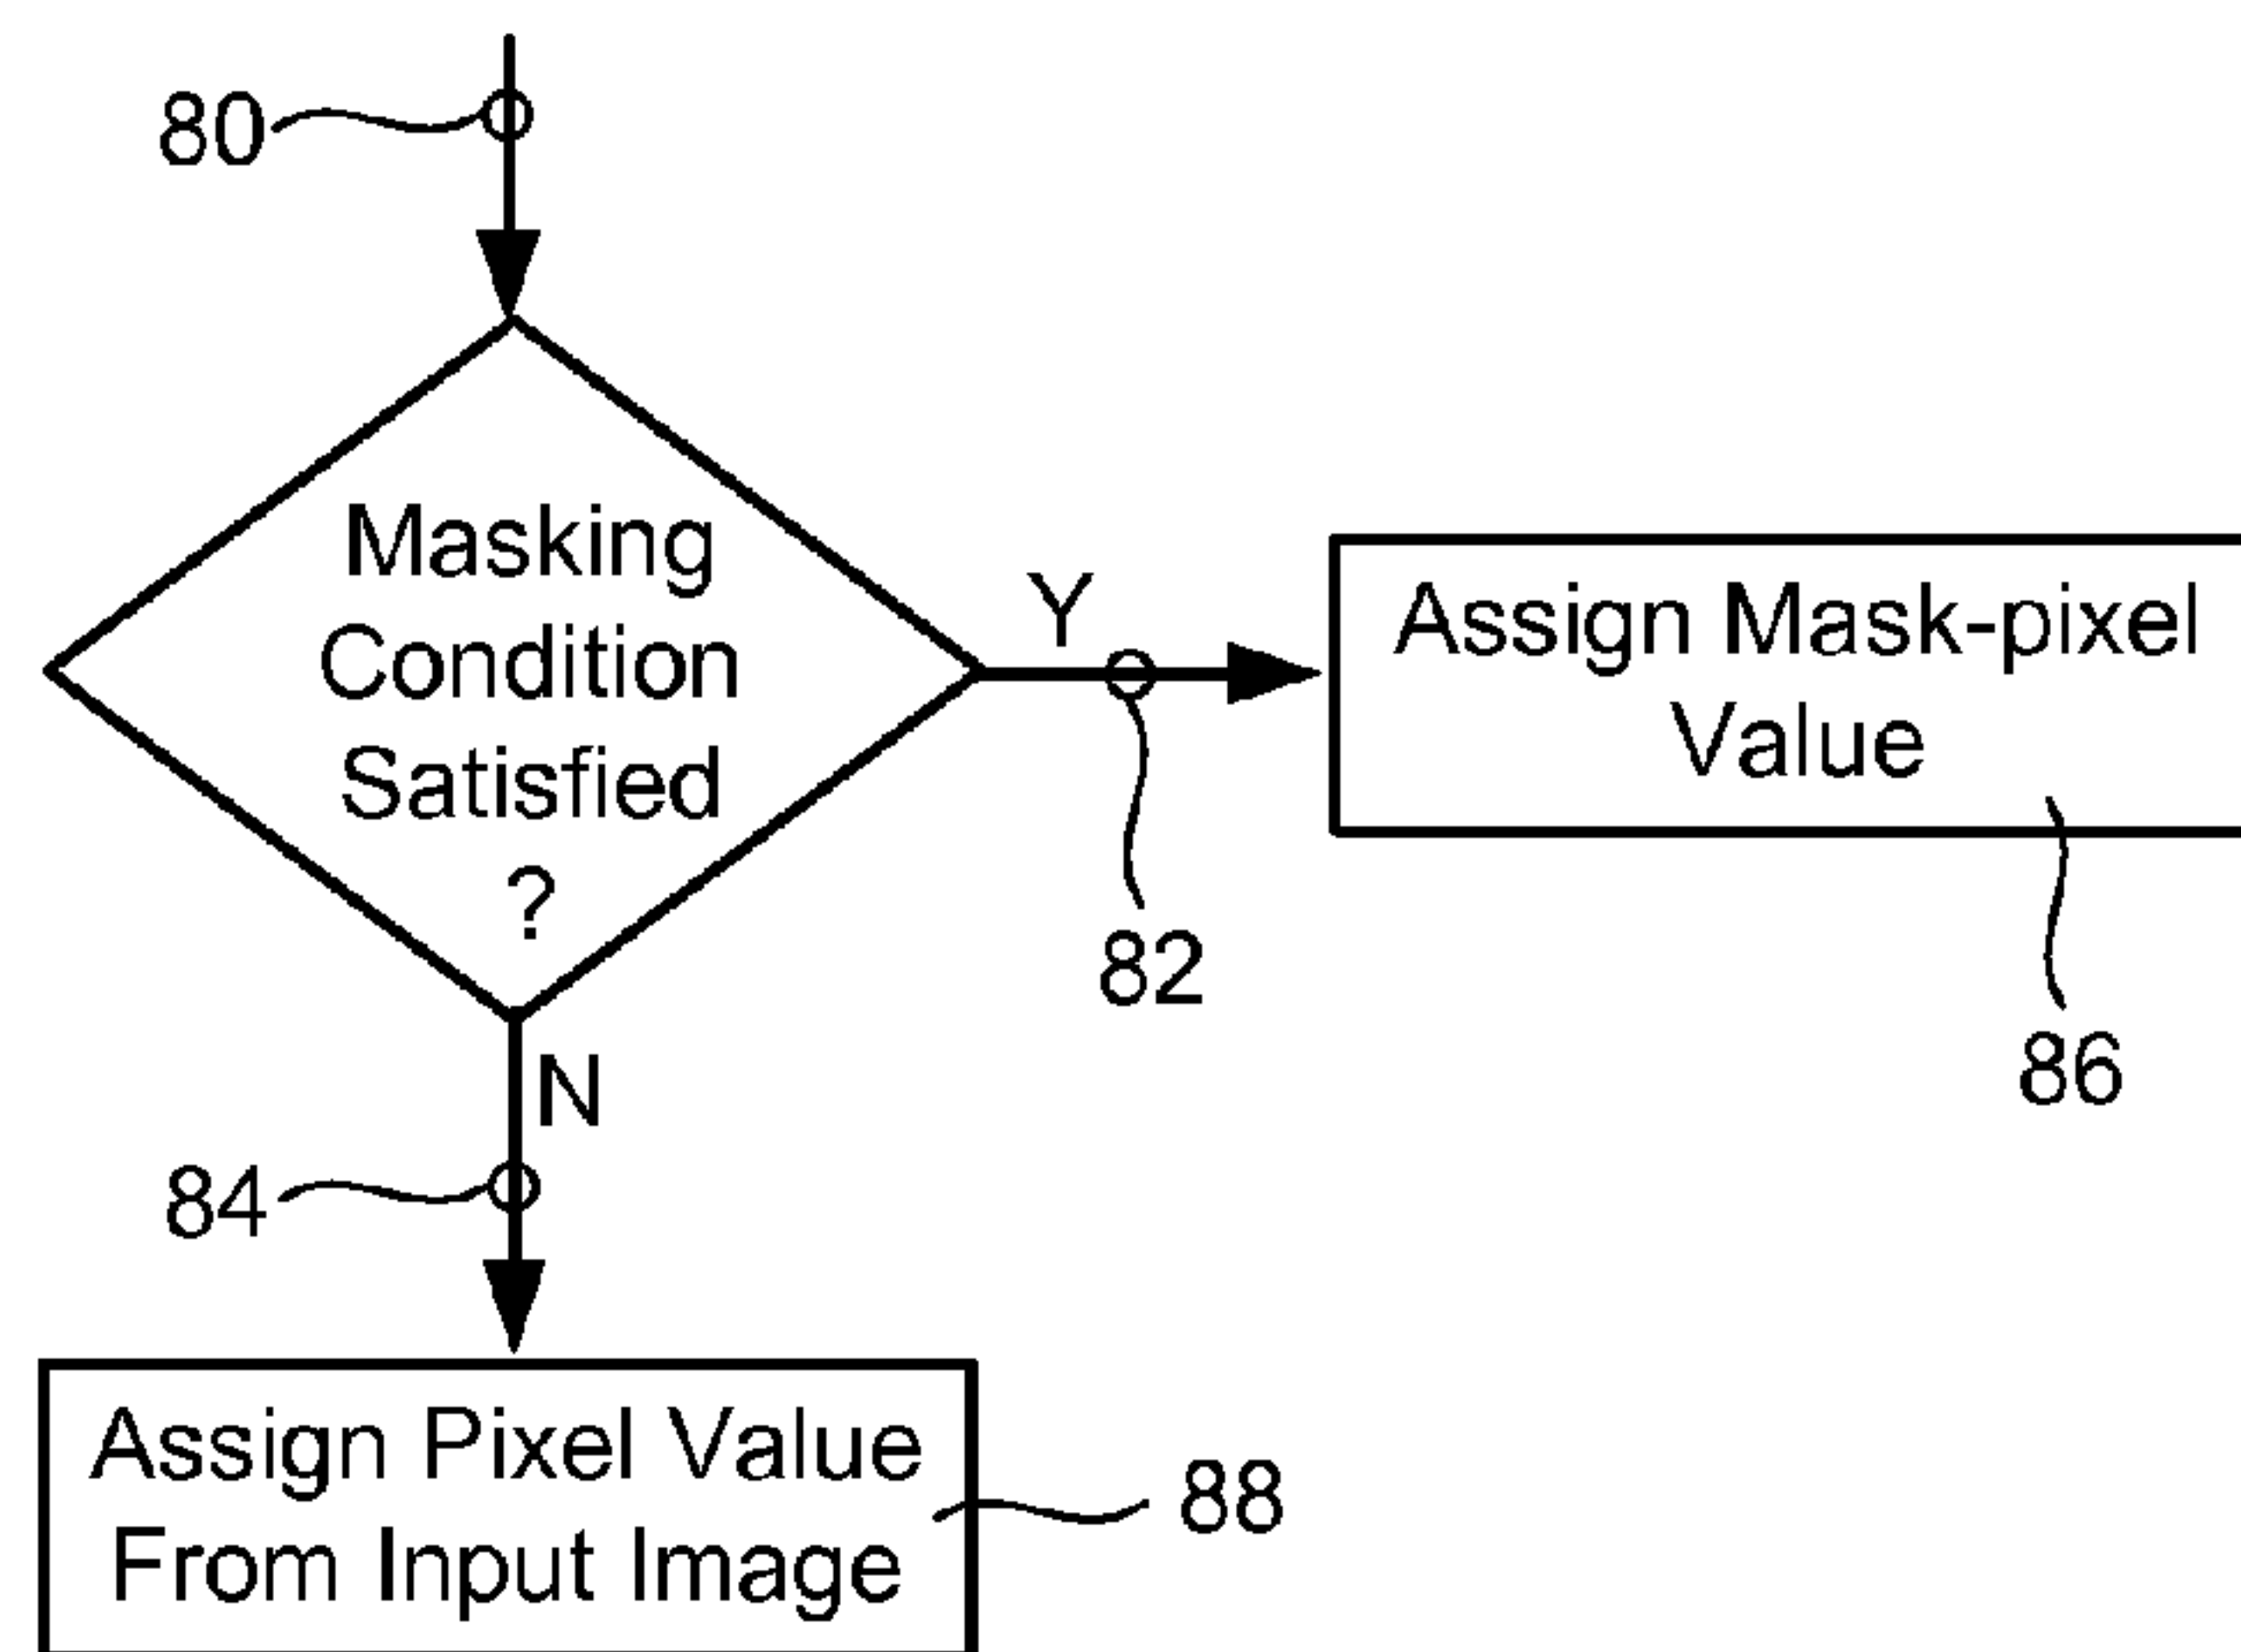 80
Masking
Condition
Satisfied
?
Y
82
Assign Mask-pixel
Value
86
N
84
Assign Pixel Value
From Input Image
88